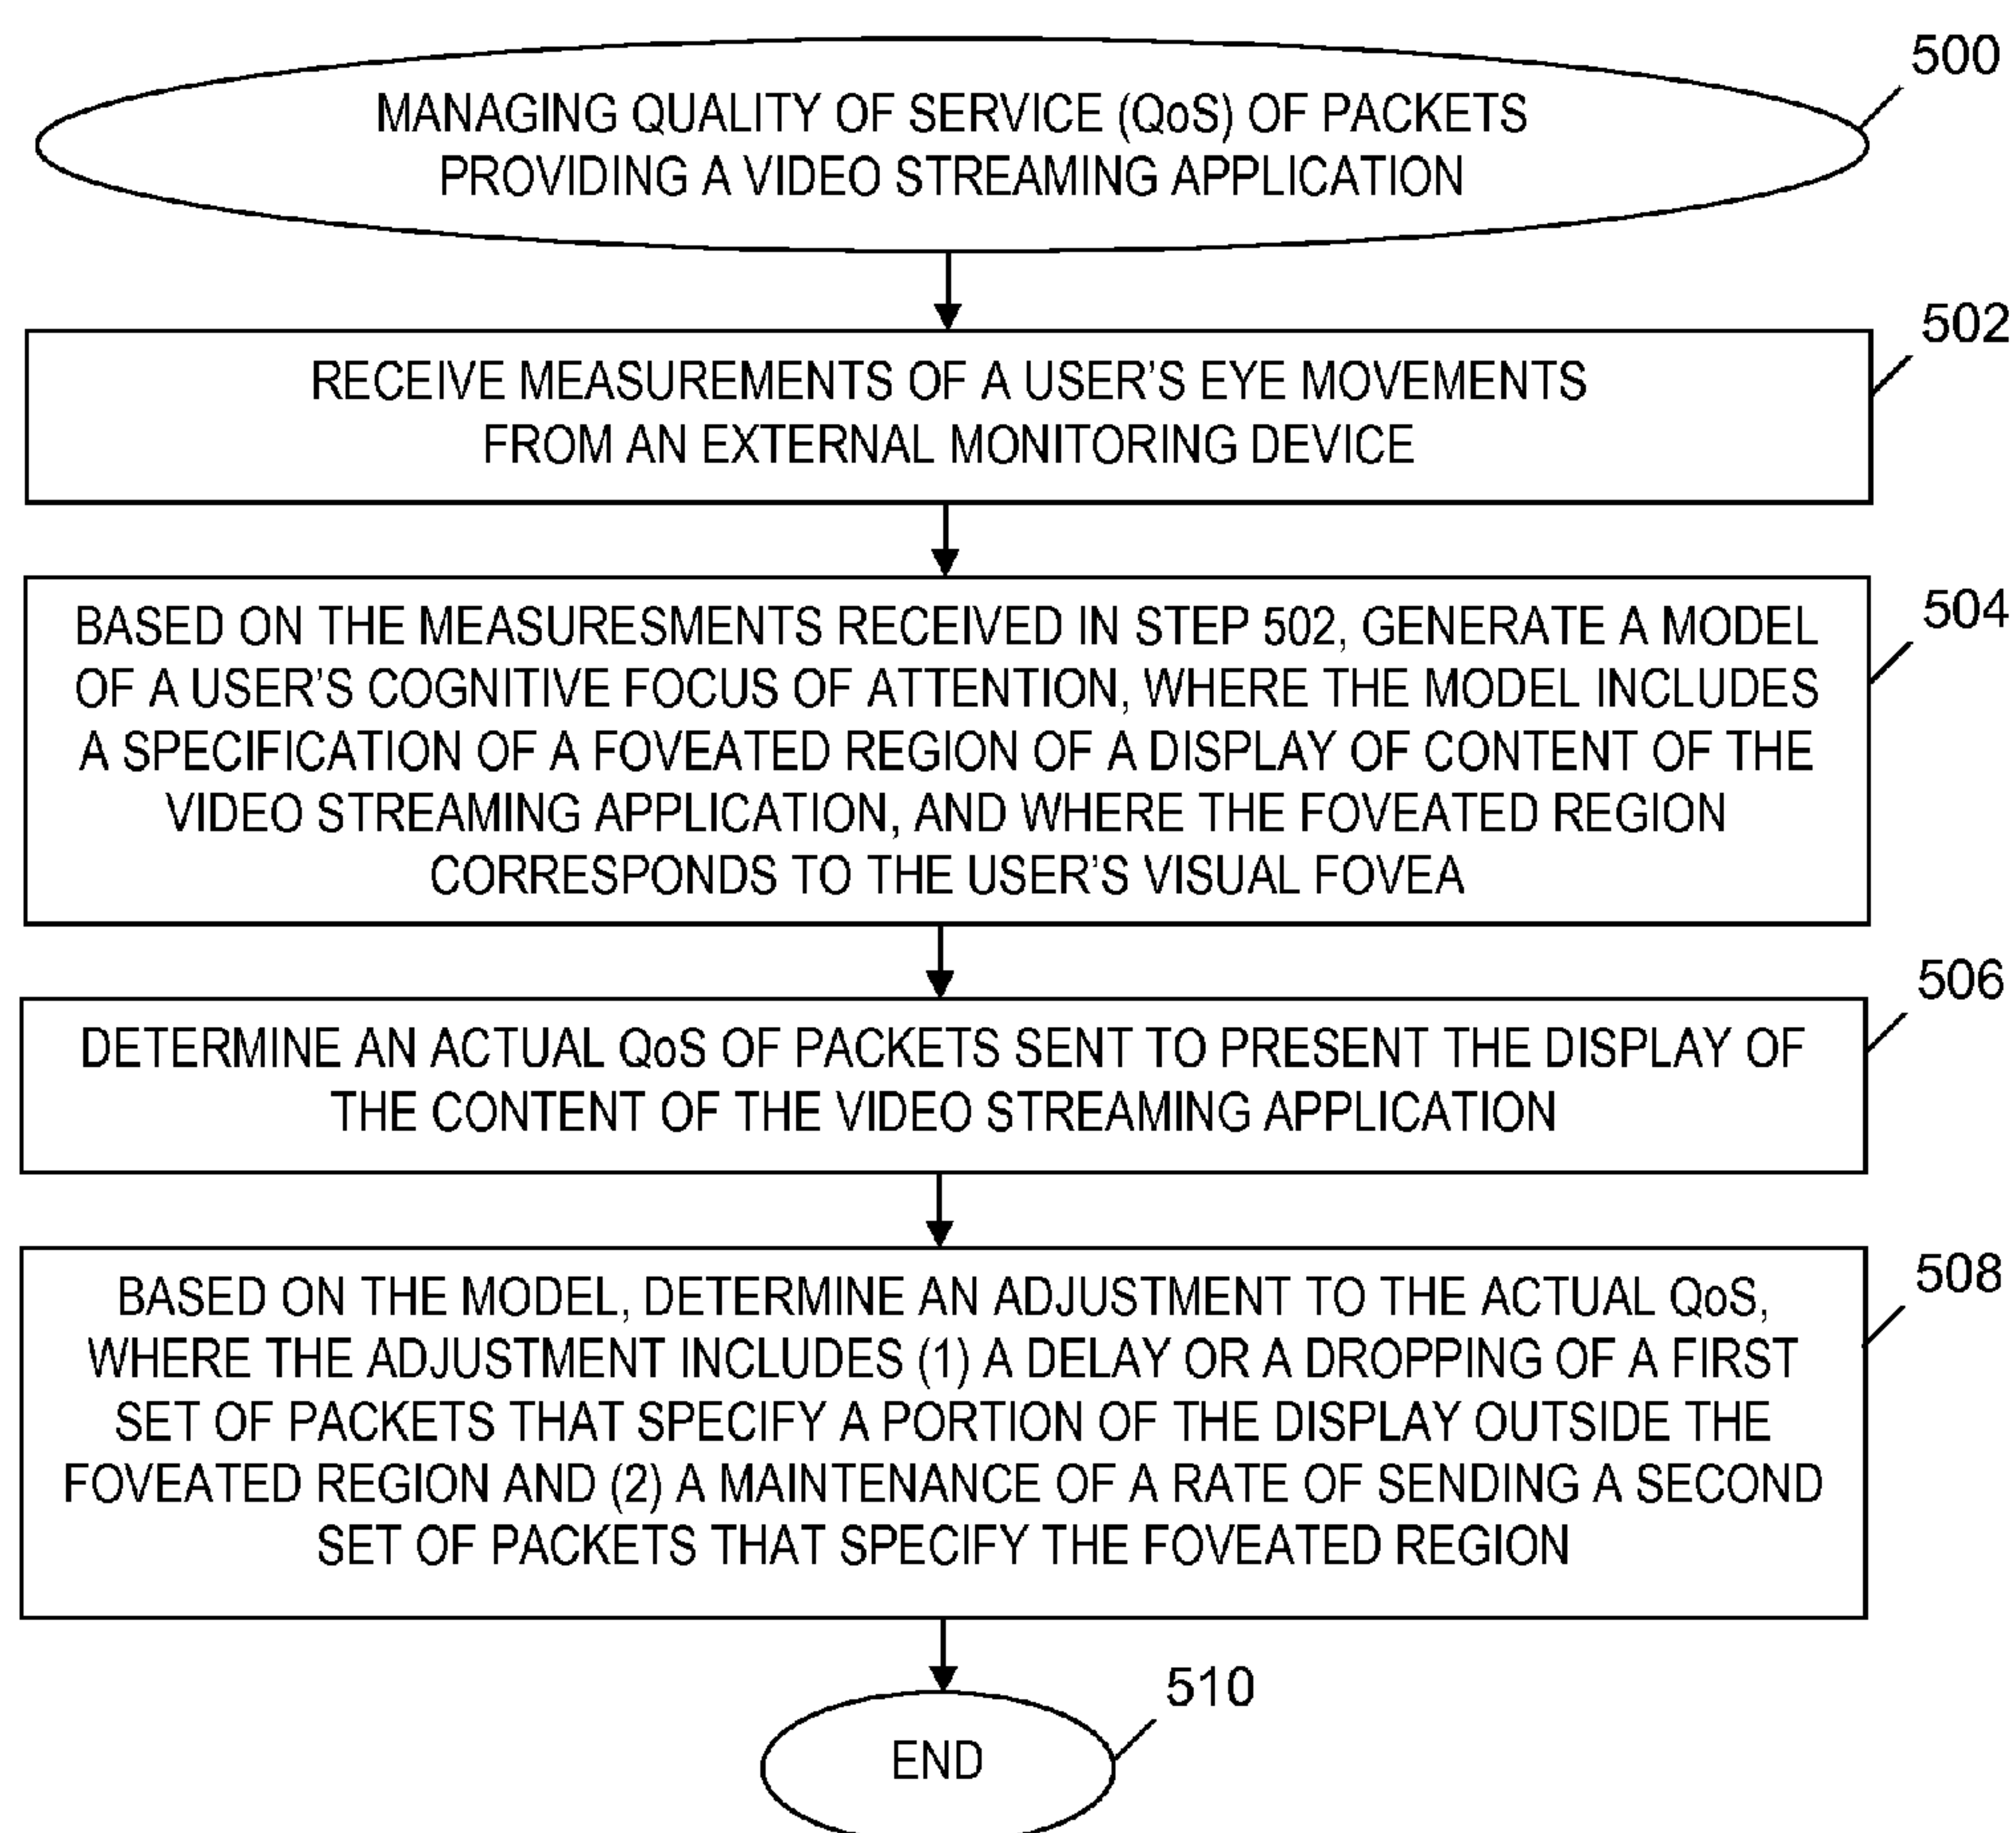 500
MANAGING QUALITY OF SERVICE (QoS) OF PACKETS
PROVIDING A VIDEO STREAMING APPLICATION
502
RECEIVE MEASUREMENTS OF A USER'S EYE MOVEMENTS
FROM AN EXTERNAL MONITORING DEVICE
504
BASED ON THE MEASURESMENTS RECEIVED IN STEP 502, GENERATE A MODEL
OF A USER'S COGNITIVE FOCUS OF ATTENTION, WHERE THE MODEL INCLUDES
A SPECIFICATION OF A FOVEATED REGION OF A DISPLAY OF CONTENT OF THE
VIDEO STREAMING APPLICATION, AND WHERE THE FOVEATED REGION
CORRESPONDS TO THE USER'S VISUAL FOVEA
506
DETERMINE AN ACTUAL QoS OF PACKETS SENT TO PRESENT THE DISPLAY OF
THE CONTENT OF THE VIDEO STREAMING APPLICATION
508
BASED ON THE MODEL, DETERMINE AN ADJUSTMENT TO THE ACTUAL QoS,
WHERE THE ADJUSTMENT INCLUDES (1) A DELAY OR A DROPPING OF A FIRST
SET OF PACKETS THAT SPECIFY A PORTION OF THE DISPLAY OUTSIDE THE
FOVEATED REGION AND (2) A MAINTENANCE OF A RATE OF SENDING A SECOND
SET OF PACKETS THAT SPECIFY THE FOVEATED REGION
510
END